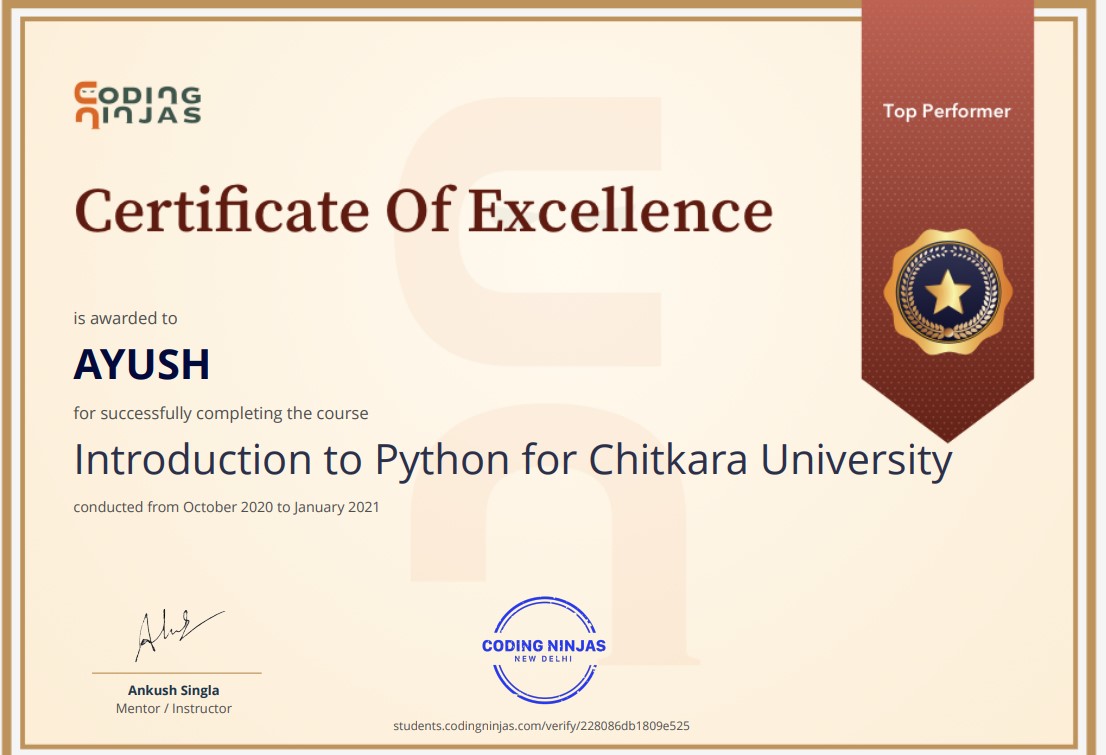 CODING
NINJAS
Top Performer
Certificate Of Excellence
is awarded to
AYUSH
for successfully completing the course
Introduction to Python for Chitkara University
conducted from October 2020 to January 2021
Ankush Singla
Mentor / Instructor
CODING NINJAS
NEW DELHI
students.codingninjas.com/verify/228086db1809e525